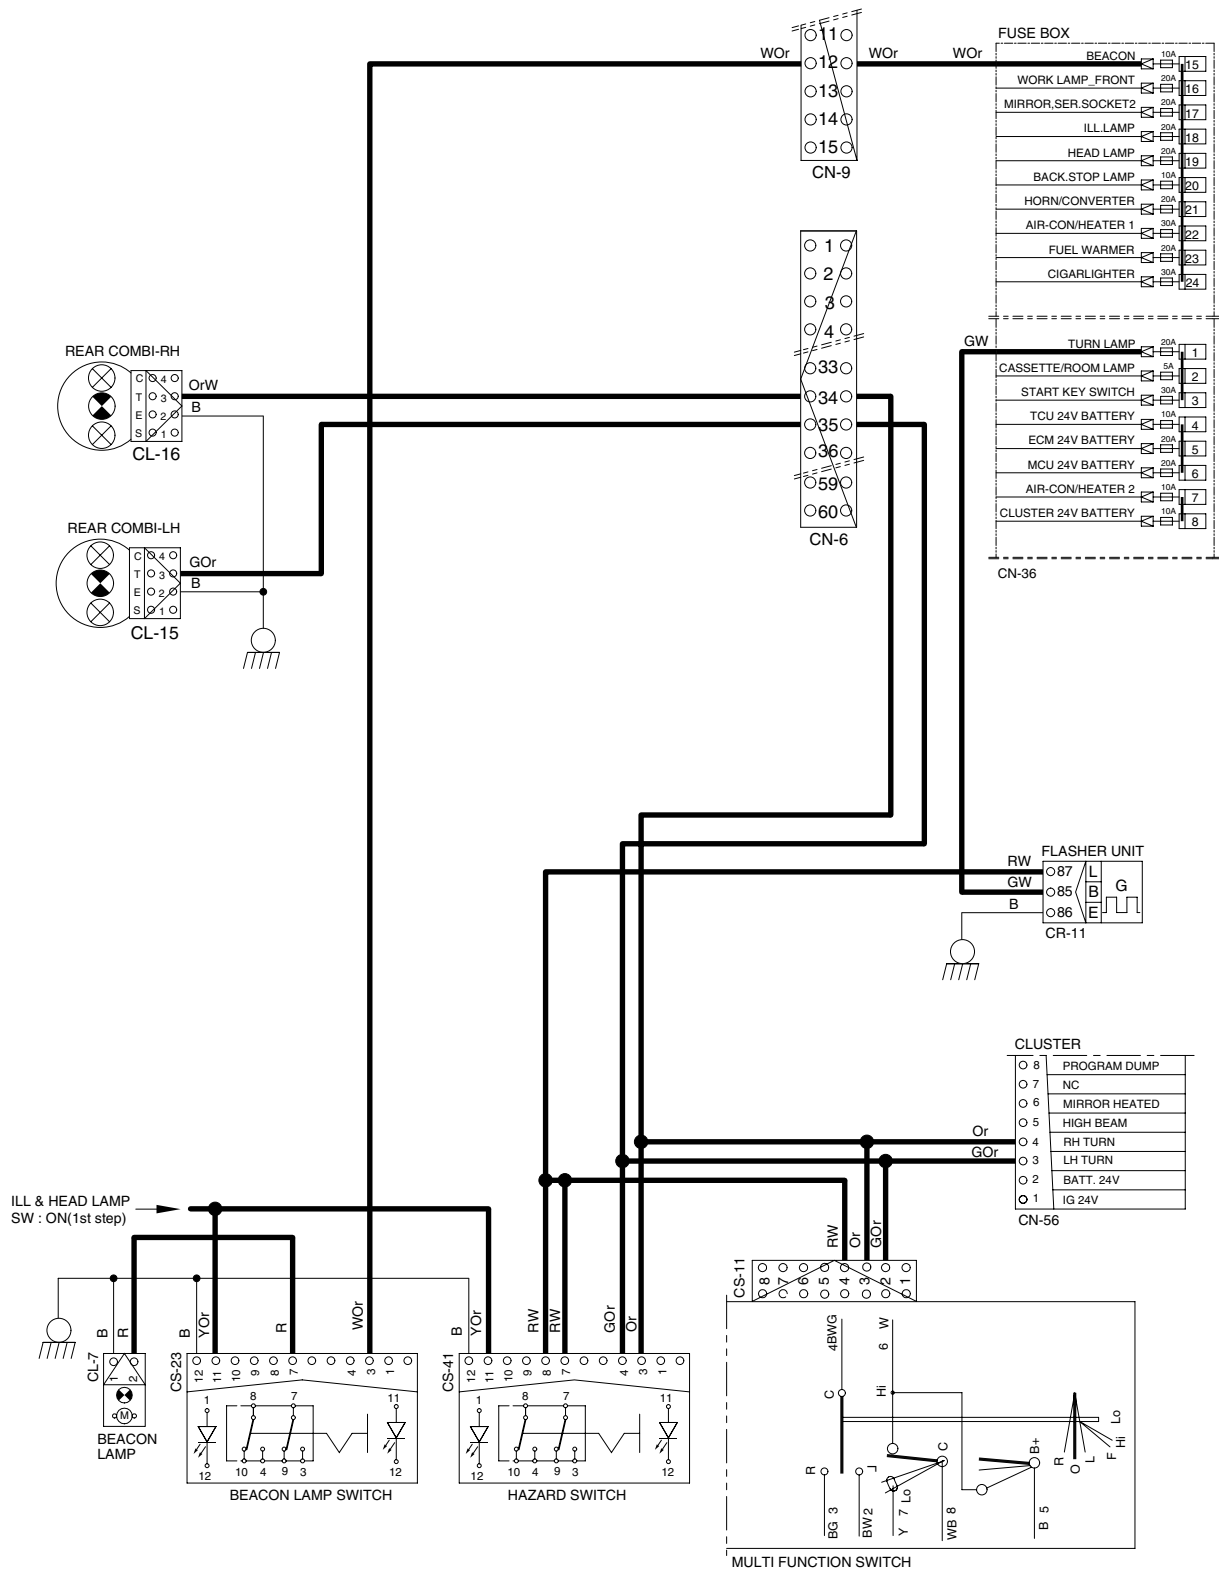 FUSE BOX
BEACON 10A 15
WORK LAMP_FRONT 20A 16
MIRROR,SER.SOCKET2 20A 17
ILL.LAMP 20A 18
HEAD LAMP 20A 19
BACK.STOP LAMP 10A 20
HORN/CONVERTER 20A 21
AIR-CON/HEATER 1 30A 22
FUEL WARMER 20A 23
CIGARLIGHTER 30A 24
TURN LAMP 20A 1
CASSETTE/ROOM LAMP 5A 2
START KEY SWITCH 30A 3
TCU 24V BATTERY 10A 4
ECM 24V BATTERY 20A 5
MCU 24V BATTERY 20A 6
AIR-CON/HEATER 2 10A 7
CLUSTER 24V BATTERY 10A 8
CN-36
WOr WOr WOr
11
12
13
14
15
CN-9
1
2
3
4
33
34
35
36
59
60
CN-6
GW
REAR COMBI-RH
C 4
T 3
E 2
S 1
OrW
B
CL-16
REAR COMBI-LH
C 4
T 3
E 2
S 1
GOr
B
CL-15
FLASHER UNIT
RW 87 L
GW 85 B
B 86 E
G
CR-11
CLUSTER
8 PROGRAM DUMP
7 NC
6 MIRROR HEATED
5 HIGH BEAM
Or 4 RH TURN
GOr 3 LH TURN
2 BATT. 24V
1 IG 24V
CN-56
ILL & HEAD LAMP
SW : ON(1st step)
B R
CL-7
1 2
M
BEACON
LAMP
B YOr R WOr
CS-23
12 11 10 9 8 7 4 3 1
1 8 7 11
12 10 4 9 3 12
BEACON LAMP SWITCH
B YOr RW RW GOr Or
CS-41
12 11 10 9 8 7 4 3 1
1 8 7 11
12 10 4 9 3 12
HAZARD SWITCH
RW Or GOr
CS-11
8 7 6 5 4 3 2 1
4BWG 6 W
C Hi
R L C B+
Lo
R O L F Hi Lo
BG 3 BW 2 Y 7 WB 8 B 5
MULTI FUNCTION SWITCH